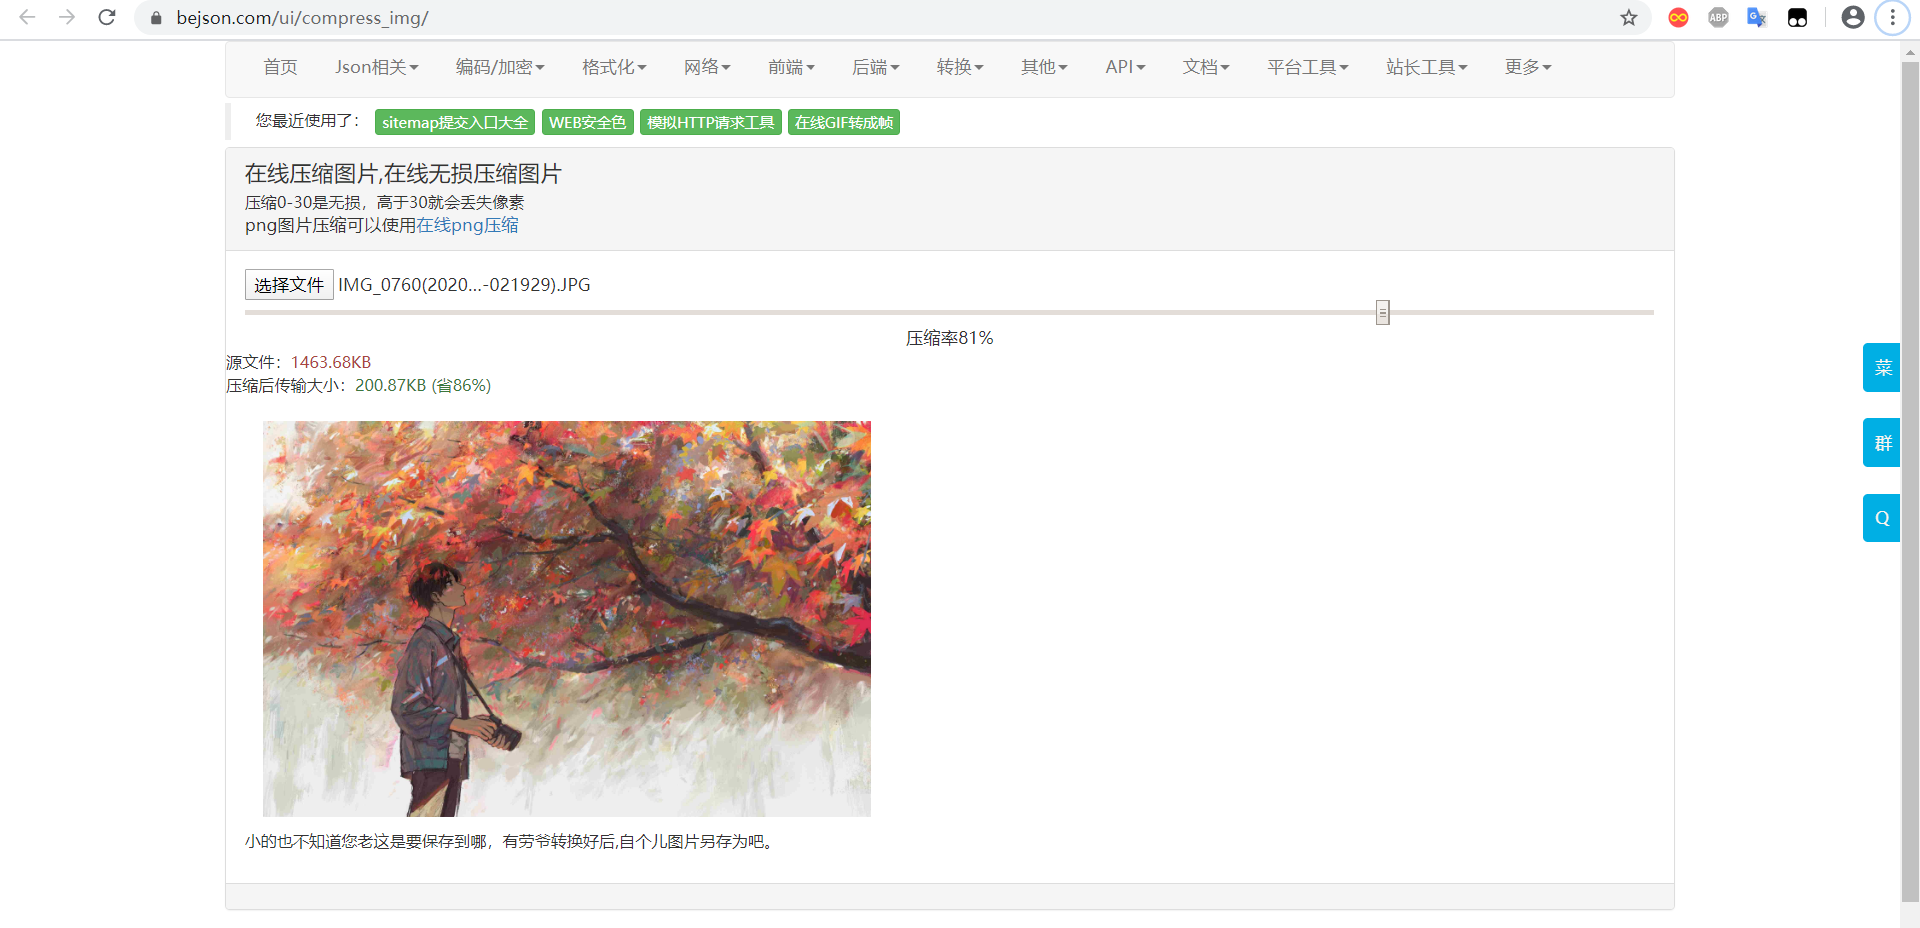 bejson.com/ui/compress_img/
ABP
首页 Json相关 编码/加密 格式化 网络 前端 后端 转换 其他 API 文档 平台工具 站长工具 更多
您最近使用了： sitemap提交入口大全 WEB安全色 模拟HTTP请求工具 在线GIF转成帧
在线压缩图片,在线无损压缩图片
压缩0-30是无损，高于30就会丢失像素
png图片压缩可以使用在线png压缩
选择文件 IMG_0760(2020...-021929).JPG
压缩率81%
源文件：1463.68KB
压缩后传输大小：200.87KB (省86%)
菜
群
Q
小的也不知道您老这是要保存到哪，有劳爷转换好后,自个儿图片另存为吧。